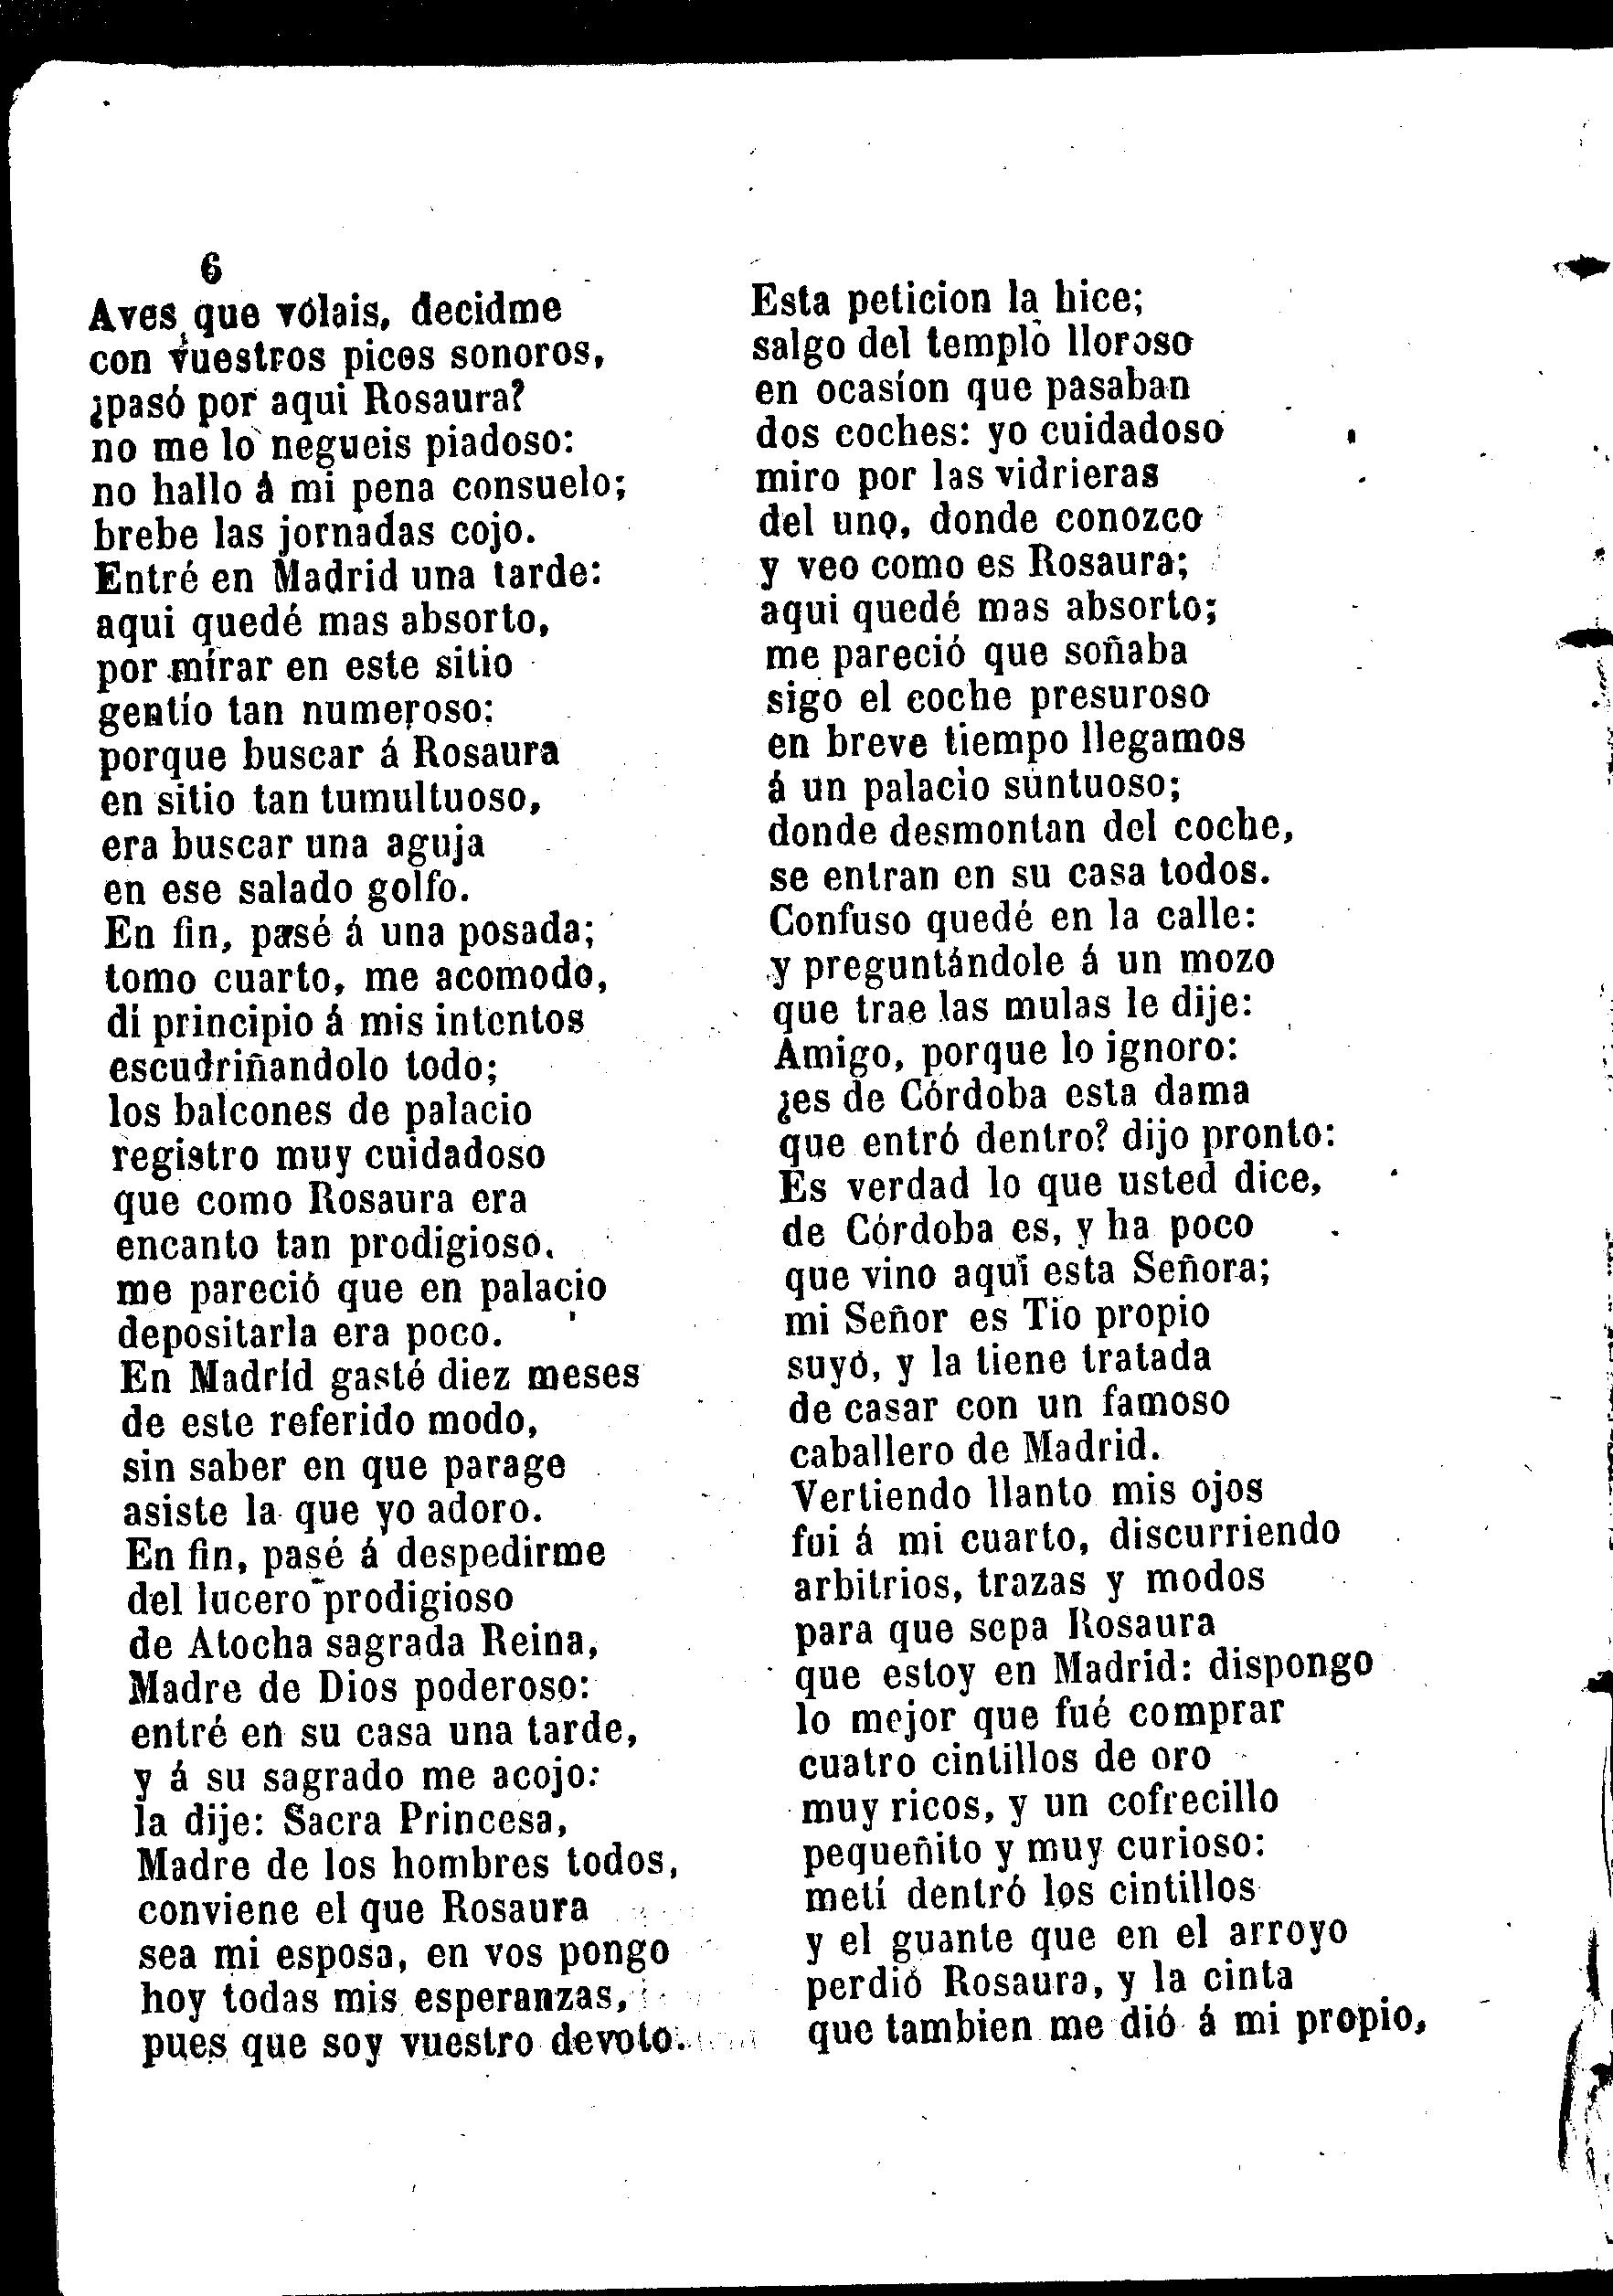 6
Aves que volais, decidme
con vuestros picos sonoros,
¿pasó por aqui Rosaura?
no me lo negueis piadoso:
no hallo á mi pena consuelo;
brebe las jornadas cojo.
Entré en Madrid una tarde:
aqui quedé mas absorto,
por mirar en este sitio
gentío tan numeroso:
porque buscar á Rosaura
en sitio tan tumultuoso,
era buscar una aguja
en ese salado golfo.
En fin, pasé á una posada;
tomo cuarto, me acomodo,
di principio á mis intentos
escudriñandolo todo;
los balcones de palacio
registro muy cuidadoso
que como Rosaura era
encanto tan prodigioso.
me pareció que en palacio
depositarla era poco.
En Madrid gasté diez meses
de este referido modo,
sin saber en que parage
asiste la que yo adoro.
En fin, pasé á despedirme
del lucero prodigioso
de Atocha sagrada Reina,
Madre de Dios poderoso:
entré en su casa una tarde,
y á su sagrado me acojo:
la dije: Sacra Princesa,
Madre de los hombres todos,
conviene el que Rosaura
sea mi esposa, en vos pongo
hoy todas mis esperanzas,
pues que soy vuestro devoto.
Esta peticion la hice;
salgo del templo lloroso
en ocasion que pasaban
dos coches: yo cuidadoso
miro por las vidrieras
del uno, donde conozco
y veo como es Rosaura;
aqui quedé mas absorto;
me pareció que soñaba
sigo el coche presuroso
en breve tiempo llegamos
á un palacio suntuoso;
donde desmontan del coche,
se entran en su casa todos.
Confuso quedé en la calle:
y preguntándole á un mozo
que trae las mulas le dije:
Amigo, porque lo ignoro:
¿es de Córdoba esta dama
que entró dentro? dijo pronto:
Es verdad lo que usted dice,
de Córdoba es, y ha poco
que vino aqui esta Señora;
mi Señor es Tio propio
suyo, y la tiene tratada
de casar con un famoso
caballero de Madrid.
Vertiendo llanto mis ojos
fui á mi cuarto, discurriendo
arbitrios, trazas y modos
para que sepa Rosaura
que estoy en Madrid: dispongo
lo mejor que fué comprar
cuatro cintillos de oro
muy ricos, y un cofrecillo
pequeñito y muy curioso:
metí dentró los cintillos
y el guante que en el arroyo
perdió Rosaura, y la cinta
que tambien me dió á mi propio,